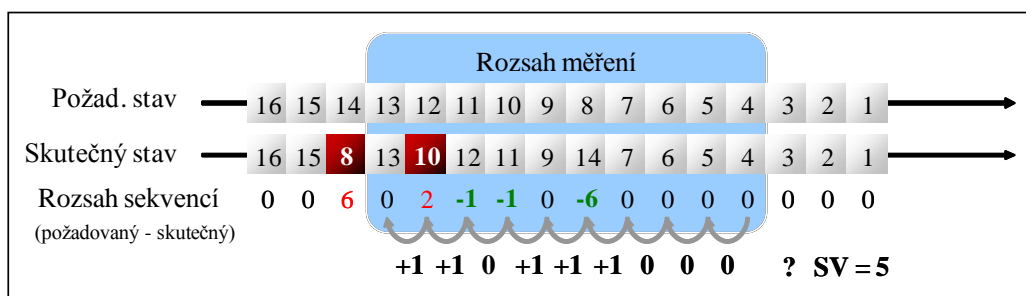 Rozsah měření
Požad. stav 16 15 14 13 12 11 10 9 8 7 6 5 4 3 2 1
Skutečný stav 16 15 8 13 10 12 11 9 14 7 6 5 4 3 2 1
Rozsah sekvencí 0 0 6 0 2 -1 -1 0 -6 0 0 0 0 0 0 0
(požadovaný - skutečný)
+1 +1 0 +1 +1 +1 0 0 0 ? SV = 5